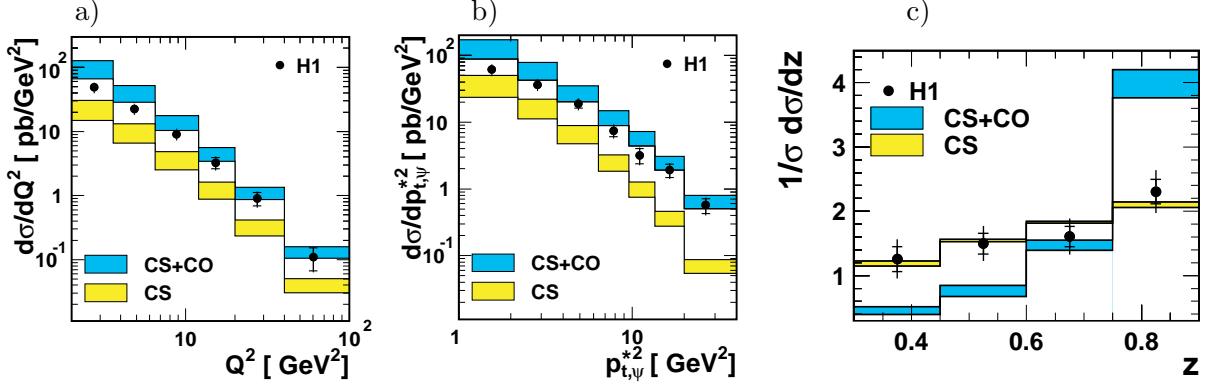 a)
dσ/dQ² [ pb/GeV²]
10²
10
1
10⁻¹
H1
CS+CO
CS
10
10²
Q² [ GeV²]
b)
dσ/dp*²t,ψ [ pb/GeV²]
10²
10
1
10⁻¹
H1
CS+CO
CS
1
10
p*²t,ψ [ GeV²]
c)
1/σ dσ/dz
4
3
2
1
H1
CS+CO
CS
0.4
0.6
0.8
z